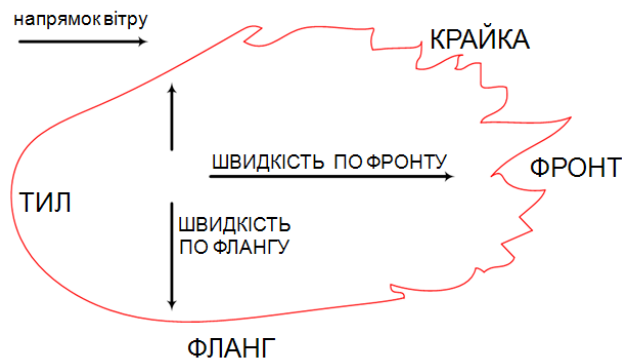 напрямок вітру
КРАЙКА
ШВИДКІСТЬ ПО ФРОНТУ
ФРОНТ
ТИЛ
ШВИДКІСТЬ
ПО ФЛАНГУ
ФЛАНГ